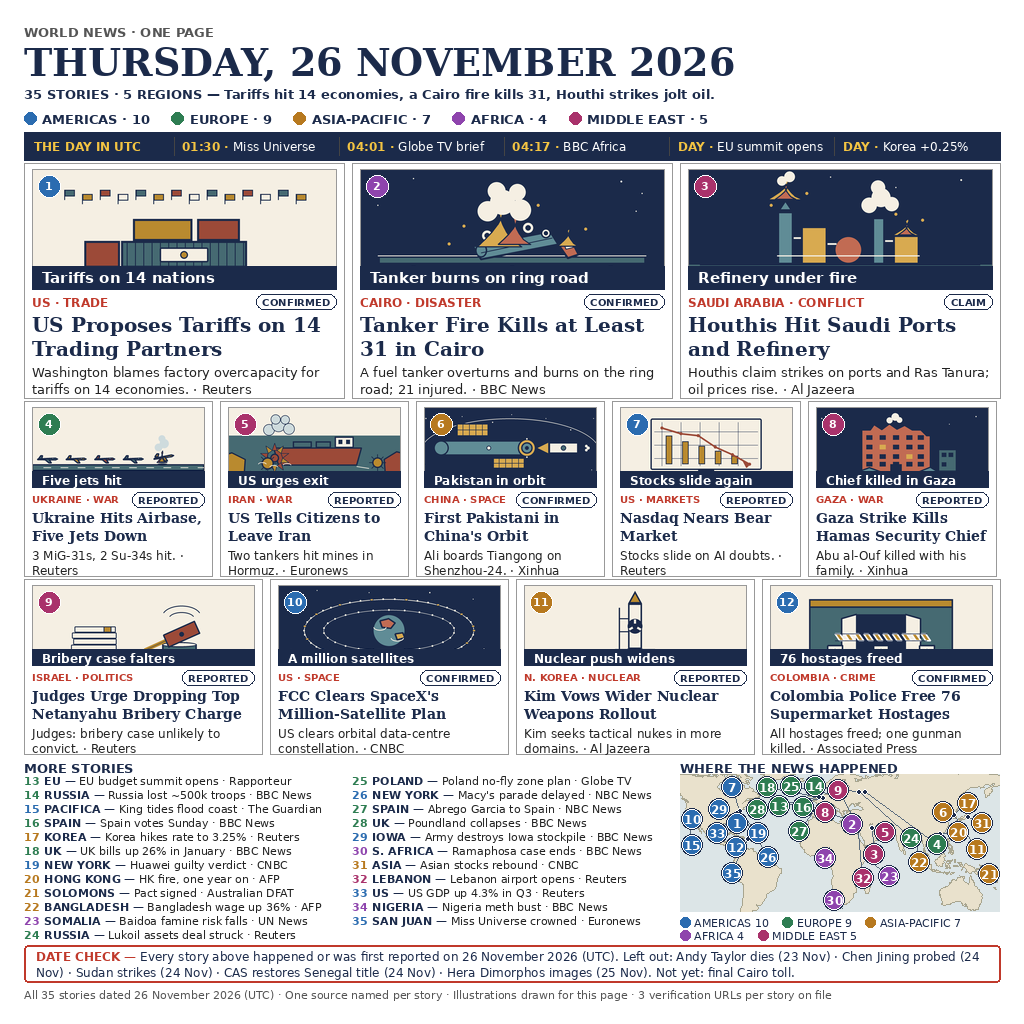 WORLD NEWS · ONE PAGE
THURSDAY, 26 NOVEMBER 2026
35 STORIES · 5 REGIONS — Tariffs hit 14 economies, a Cairo fire kills 31, Houthi strikes jolt oil.
AMERICAS · 10 EUROPE · 9 ASIA-PACIFIC · 7 AFRICA · 4 MIDDLE EAST · 5
THE DAY IN UTC 01:30 · Miss Universe 04:01 · Globe TV brief 04:17 · BBC Africa DAY · EU summit opens DAY · Korea +0.25%
1
Tariffs on 14 nations
US · TRADE CONFIRMED
US Proposes Tariffs on 14
Trading Partners
Washington blames factory overcapacity for
tariffs on 14 economies. · Reuters
2
Tanker burns on ring road
CAIRO · DISASTER CONFIRMED
Tanker Fire Kills at Least
31 in Cairo
A fuel tanker overturns and burns on the ring
road; 21 injured. · BBC News
3
Refinery under fire
SAUDI ARABIA · CONFLICT CLAIM
Houthis Hit Saudi Ports
and Refinery
Houthis claim strikes on ports and Ras Tanura;
oil prices rise. · Al Jazeera
4
Five jets hit
UKRAINE · WAR REPORTED
Ukraine Hits Airbase,
Five Jets Down
3 MiG-31s, 2 Su-34s hit. ·
Reuters
5
US urges exit
IRAN · WAR REPORTED
US Tells Citizens to
Leave Iran
Two tankers hit mines in
Hormuz. · Euronews
6
Pakistan in orbit
CHINA · SPACE CONFIRMED
First Pakistani in
China's Orbit
Ali boards Tiangong on
Shenzhou-24. · Xinhua
7
Stocks slide again
US · MARKETS REPORTED
Nasdaq Nears Bear
Market
Stocks slide on AI doubts. ·
Reuters
8
Chief killed in Gaza
GAZA · WAR REPORTED
Gaza Strike Kills
Hamas Security Chief
Abu al-Ouf killed with his
family. · Xinhua
9
Bribery case falters
ISRAEL · POLITICS REPORTED
Judges Urge Dropping Top
Netanyahu Bribery Charge
Judges: bribery case unlikely to
convict. · Reuters
10
A million satellites
US · SPACE CONFIRMED
FCC Clears SpaceX's
Million-Satellite Plan
US clears orbital data-centre
constellation. · CNBC
11
Nuclear push widens
N. KOREA · NUCLEAR REPORTED
Kim Vows Wider Nuclear
Weapons Rollout
Kim seeks tactical nukes in more
domains. · Al Jazeera
12
76 hostages freed
COLOMBIA · CRIME CONFIRMED
Colombia Police Free 76
Supermarket Hostages
All hostages freed; one gunman
killed. · Associated Press
MORE STORIES
13 EU — EU budget summit opens · Rapporteur
14 RUSSIA — Russia lost ~500k troops · BBC News
15 PACIFICA — King tides flood coast · The Guardian
16 SPAIN — Spain votes Sunday · BBC News
17 KOREA — Korea hikes rate to 3.25% · Reuters
18 UK — UK bills up 26% in January · BBC News
19 NEW YORK — Huawei guilty verdict · CNBC
20 HONG KONG — HK fire, one year on · AFP
21 SOLOMONS — Pact signed · Australian DFAT
22 BANGLADESH — Bangladesh wage up 36% · AFP
23 SOMALIA — Baidoa famine risk falls · UN News
24 RUSSIA — Lukoil assets deal struck · Reuters
25 POLAND — Poland no-fly zone plan · Globe TV
26 NEW YORK — Macy's parade delayed · NBC News
27 SPAIN — Abrego Garcia to Spain · NBC News
28 UK — Poundland collapses · BBC News
29 IOWA — Army destroys Iowa stockpile · BBC News
30 S. AFRICA — Ramaphosa case ends · BBC News
31 ASIA — Asian stocks rebound · CNBC
32 LEBANON — Lebanon airport opens · Reuters
33 US — US GDP up 4.3% in Q3 · Reuters
34 NIGERIA — Nigeria meth bust · BBC News
35 SAN JUAN — Miss Universe crowned · Euronews
WHERE THE NEWS HAPPENED
7 18 25 14 9
29 28 13 16 8 6 17
10 33 1 19 27 2 5 24 20 31
15 12 26 34 3 4 22 11
35 32 23 21
30
AMERICAS 10 EUROPE 9 ASIA-PACIFIC 7
AFRICA 4 MIDDLE EAST 5
DATE CHECK — Every story above happened or was first reported on 26 November 2026 (UTC). Left out: Andy Taylor dies (23 Nov) · Chen Jining probed (24
Nov) · Sudan strikes (24 Nov) · CAS restores Senegal title (24 Nov) · Hera Dimorphos images (25 Nov). Not yet: final Cairo toll.
All 35 stories dated 26 November 2026 (UTC) · One source named per story · Illustrations drawn for this page · 3 verification URLs per story on file